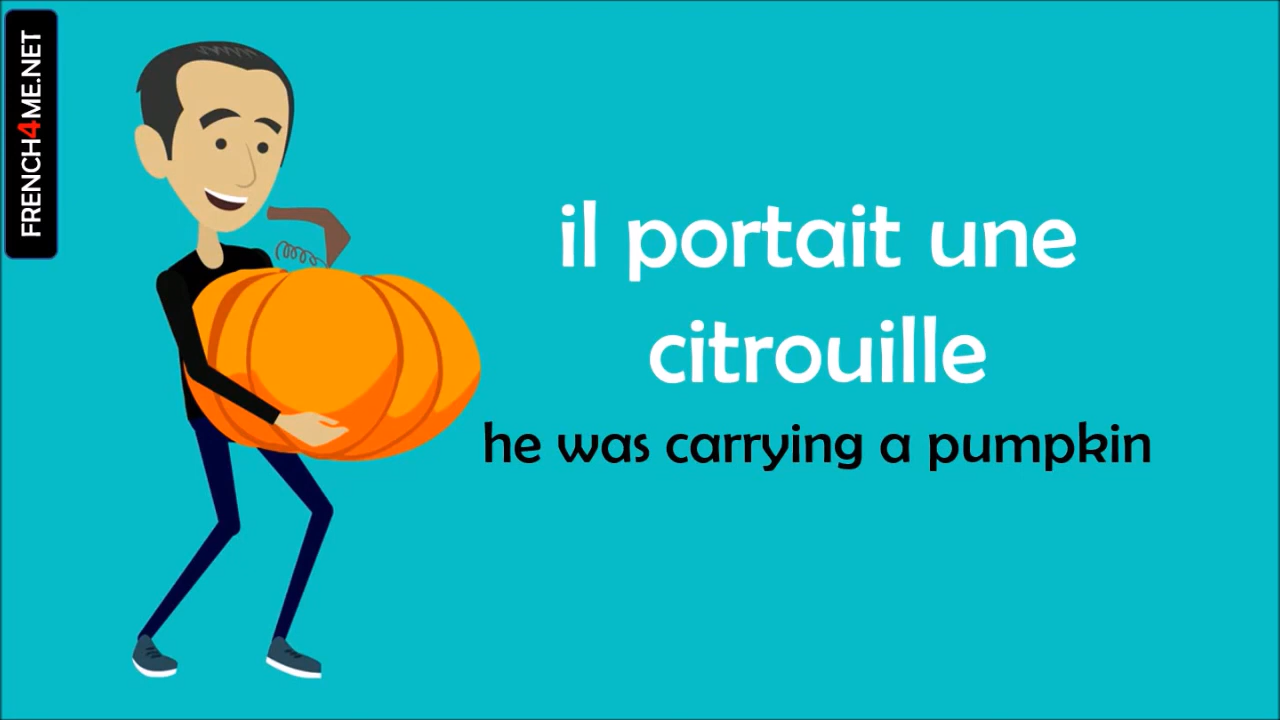 FRENCH4ME.NET
il portait une
citrouille
he was carrying a pumpkin